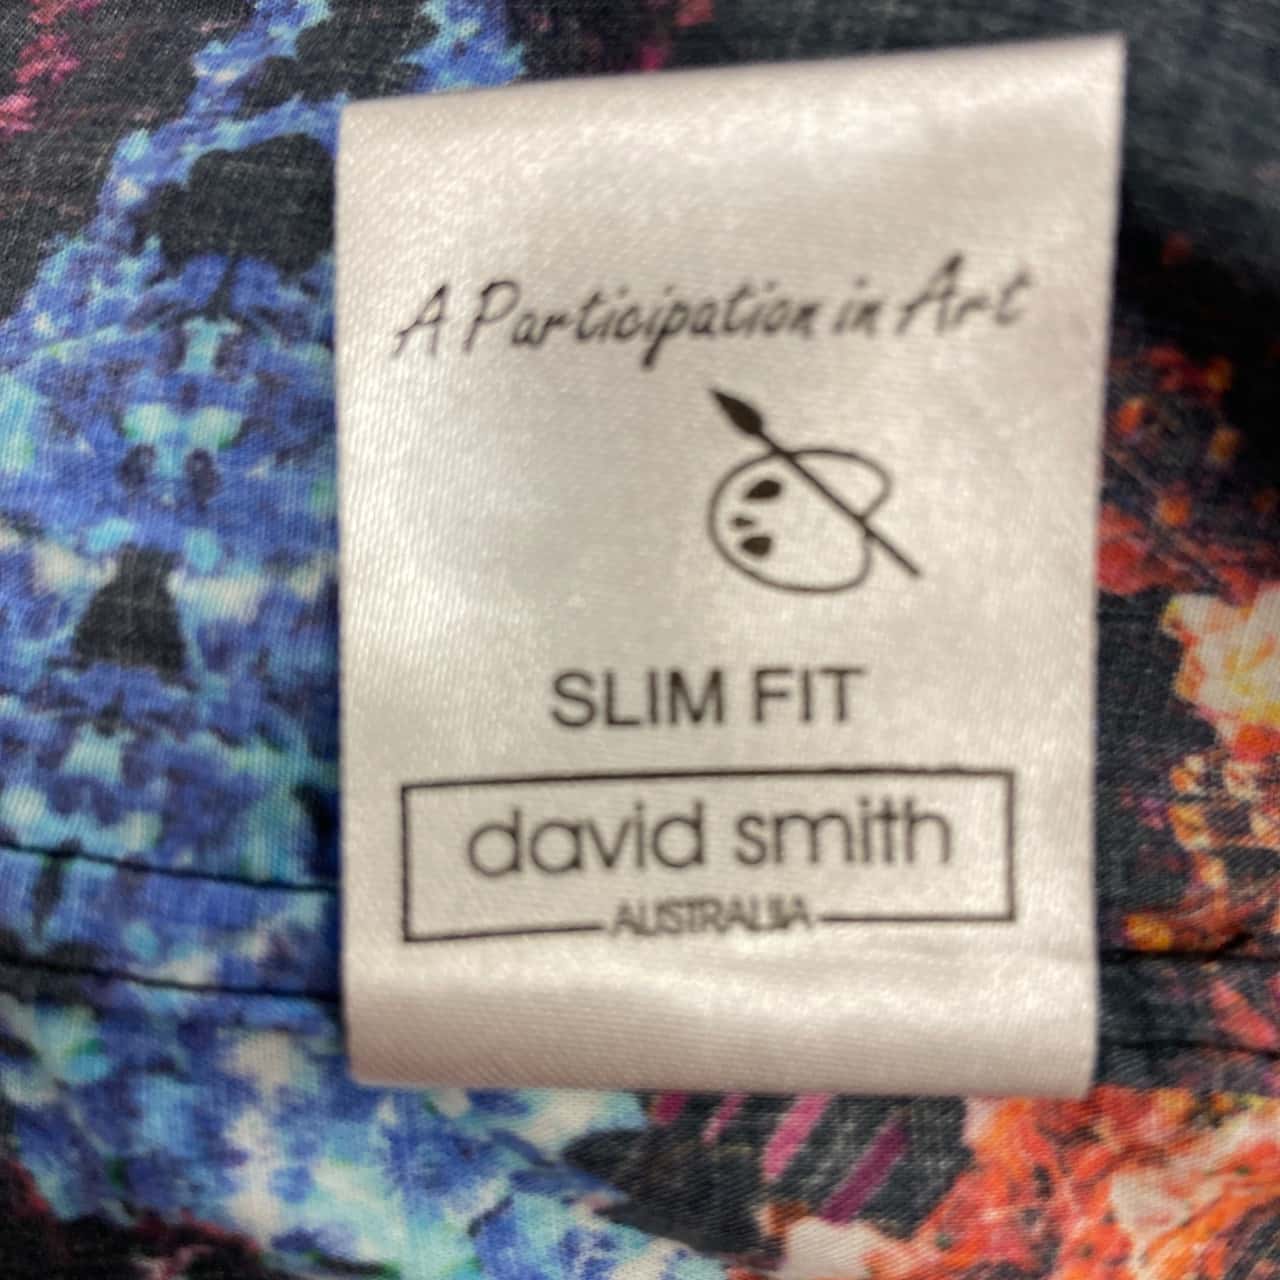 A Participation in Art
SLIM FIT
david smith
AUSTRALIA